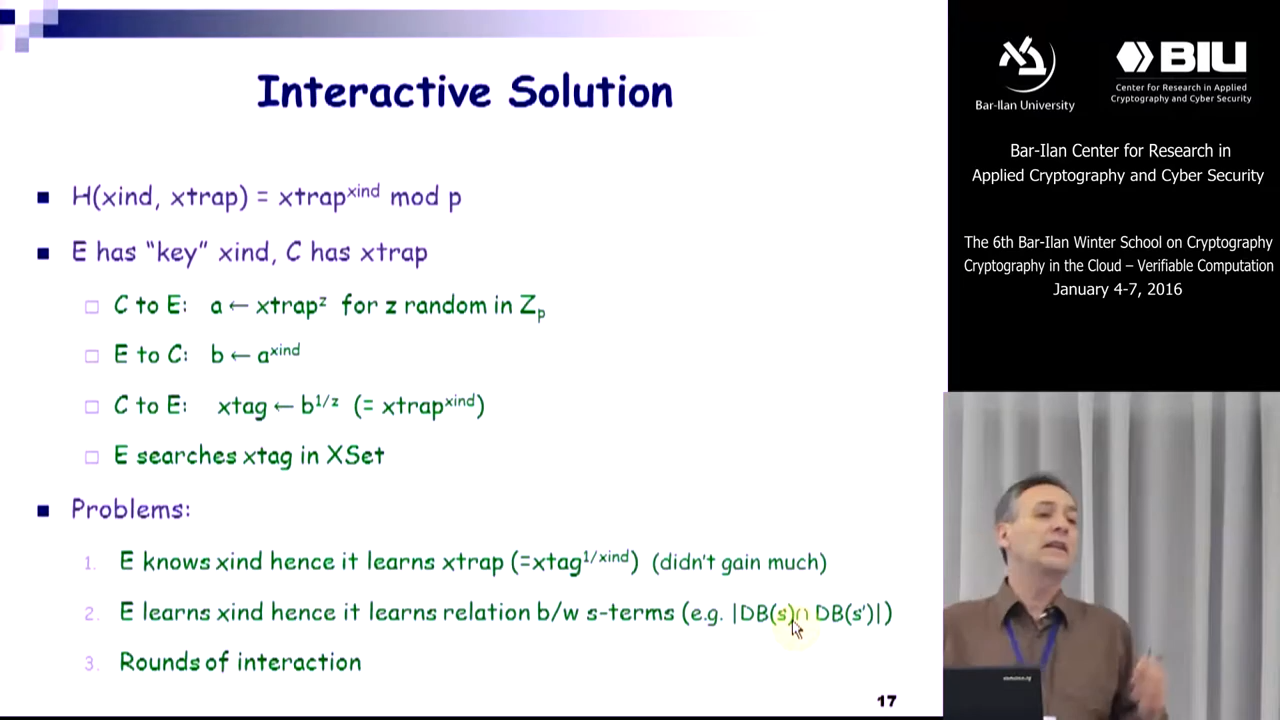 Interactive Solution
H(xind, xtrap) = xtrap^xind mod p
E has “key” xind, C has xtrap
C to E: a ← xtrap^z for z random in Z_p
E to C: b ← a^xind
C to E: xtag ← b^1/z (= xtrap^xind)
E searches xtag in XSet
Problems:
1. E knows xind hence it learns xtrap (=xtag^1/xind) (didn't gain much)
2. E learns xind hence it learns relation b/w s-terms (e.g. |DB(s)∩ DB(s')|)
3. Rounds of interaction
17
Bar-Ilan University
BIU
Center for Research in Applied
Cryptography and Cyber Security
Bar-Ilan Center for Research in
Applied Cryptography and Cyber Security
The 6th Bar-Ilan Winter School on Cryptography
Cryptography in the Cloud – Verifiable Computation
January 4-7, 2016